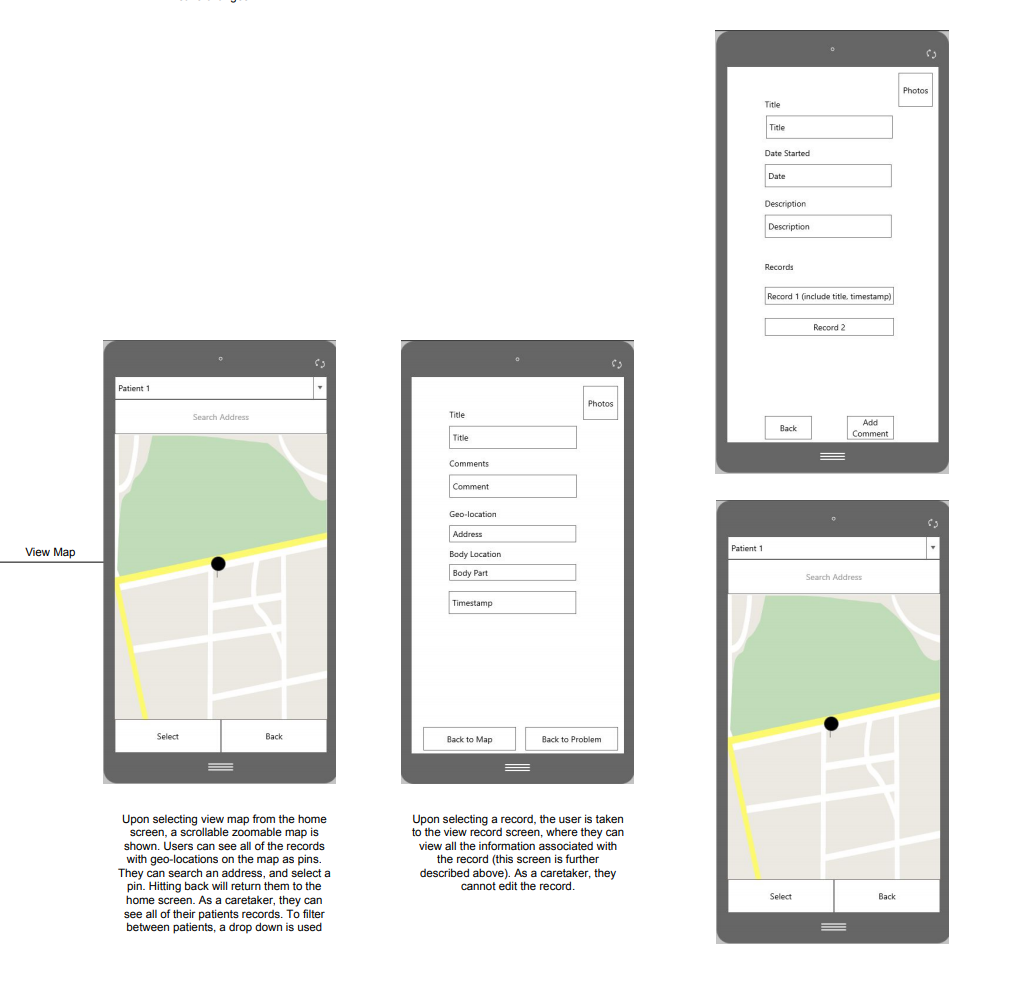 Photos
Title
Title
Date Started
Date
Description
Description
Records
Record 1 (include title, timestamp)
Record 2
Back
Add
Comment
View Map
Patient 1
Search Address
Select
Back
Upon selecting view map from the home
screen, a scrollable zoomable map is
shown. Users can see all of the records
with geo-locations on the map as pins.
They can search an address, and select a
pin. Hitting back will return them to the
home screen. As a caretaker, they can
see all of their patients records. To filter
between patients, a drop down is used
Photos
Title
Title
Comments
Comment
Geo-location
Address
Body Location
Body Part
Timestamp
Back to Map
Back to Problem
Upon selecting a record, the user is taken
to the view record screen, where they can
view all the information associated with
the record (this screen is further
described above). As a caretaker, they
cannot edit the record.
Patient 1
Search Address
Select
Back